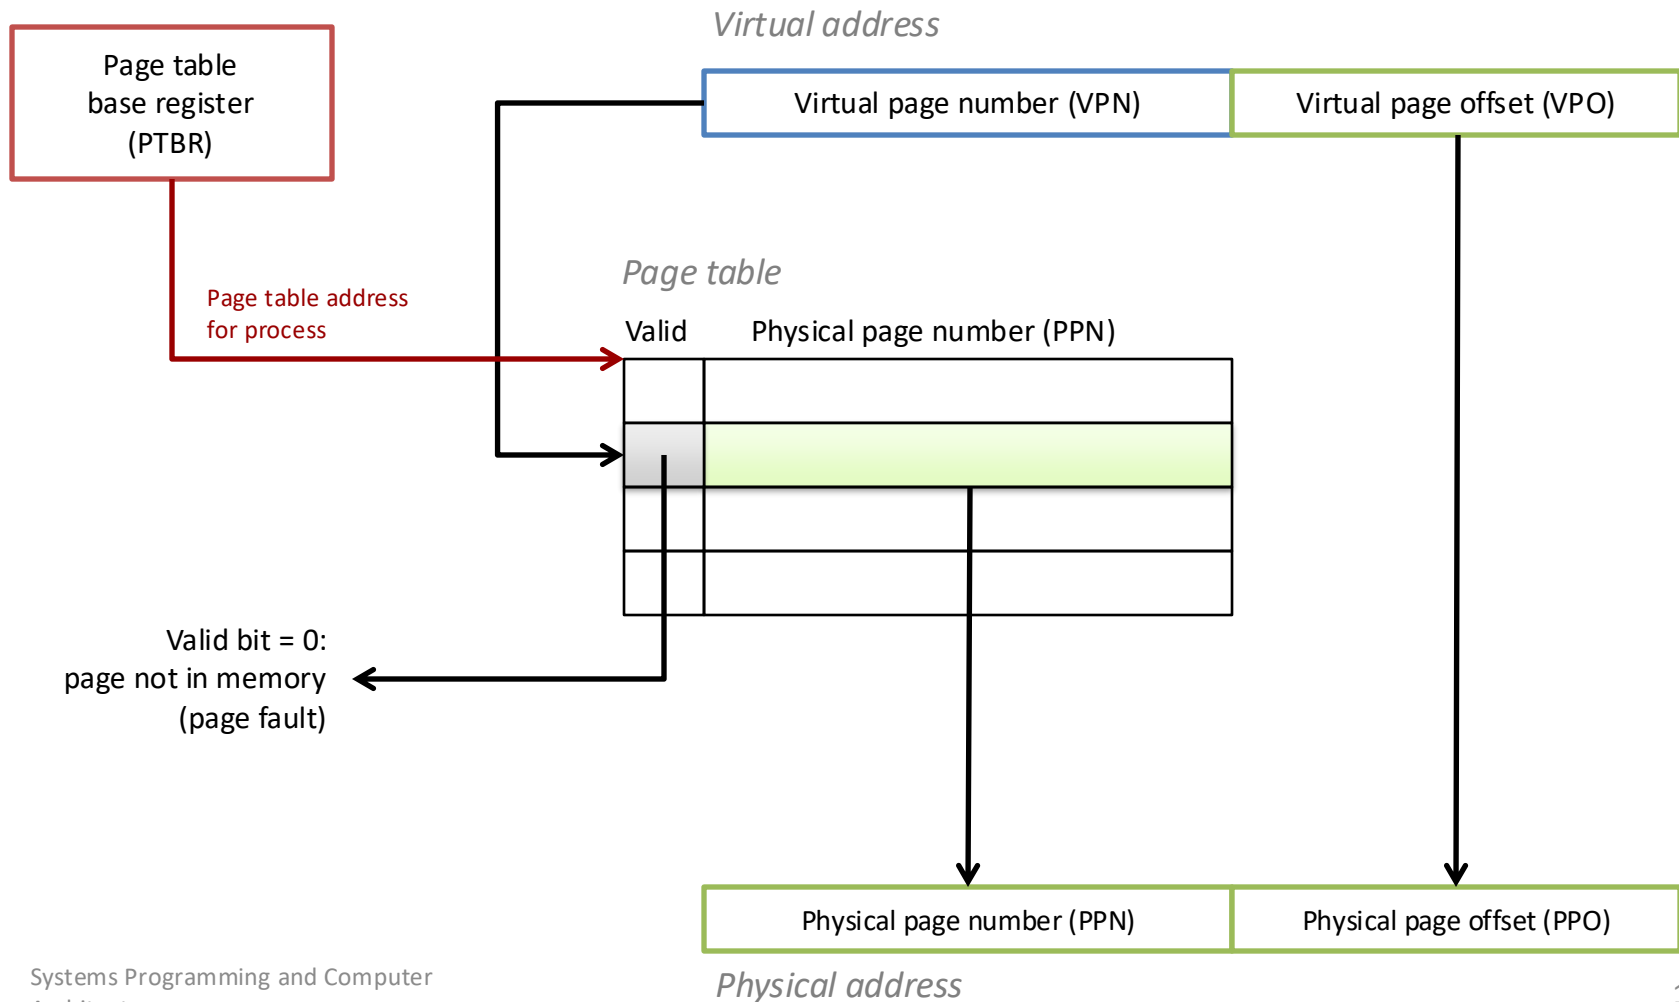 Virtual address
Page table
base register
(PTBR)
Virtual page number (VPN)
Virtual page offset (VPO)
Page table address
for process
Page table
Valid
Physical page number (PPN)
Valid bit = 0:
page not in memory
(page fault)
Physical page number (PPN)
Physical page offset (PPO)
Systems Programming and Computer
Physical address